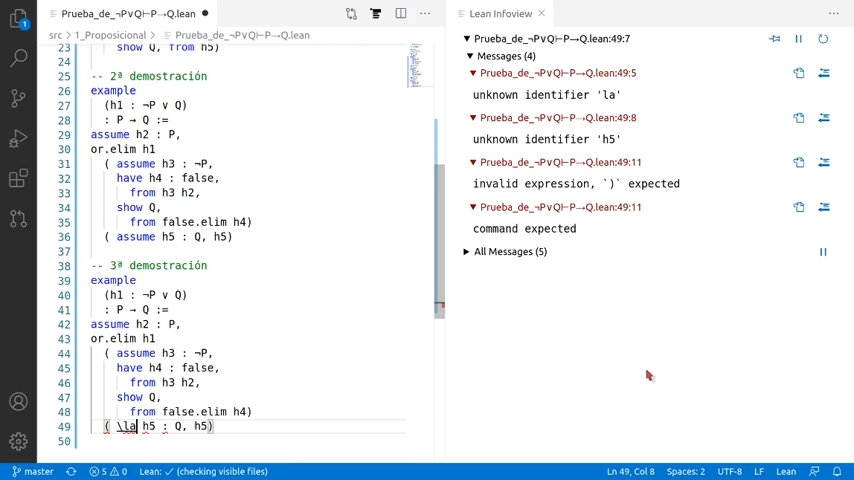 Prueba_de_¬P∨Q⊢P→Q.lean ●
Lean Infoview ×
src > 1_Proposicional > Prueba_de_¬P∨Q⊢P→Q.lean
1
23 show Q, from h5)
24
25 -- 2ª demostración
26 example
27 (h1 : ¬P ∨ Q)
28 : P → Q :=
29 assume h2 : P,
30 or.elim h1
31 ( assume h3 : ¬P,
32 have h4 : false,
33 from h3 h2,
34 show Q,
35 from false.elim h4)
36 ( assume h5 : Q, h5)
37
38 -- 3ª demostración
39 example
40 (h1 : ¬P ∨ Q)
41 : P → Q :=
42 assume h2 : P,
43 or.elim h1
44 ( assume h3 : ¬P,
45 have h4 : false,
46 from h3 h2,
47 show Q,
48 from false.elim h4)
49 ( \la h5 : Q, h5)
50
Prueba_de_¬P∨Q⊢P→Q.lean:49:7
Messages (4)
Prueba_de_¬P∨Q⊢P→Q.lean:49:5
unknown identifier 'la'
Prueba_de_¬P∨Q⊢P→Q.lean:49:8
unknown identifier 'h5'
Prueba_de_¬P∨Q⊢P→Q.lean:49:11
invalid expression, `)` expected
Prueba_de_¬P∨Q⊢P→Q.lean:49:11
command expected
All Messages (5)
master 5 0 Lean: ✓ (checking visible files) Ln 49, Col 8 Spaces: 2 UTF-8 LF Lean